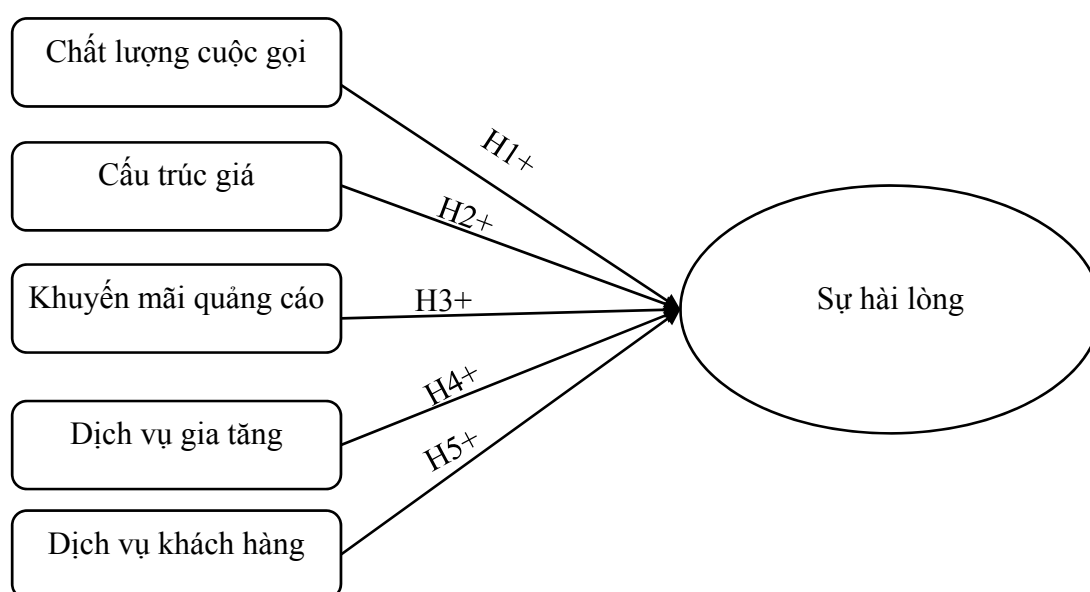 Chất lượng cuộc gọi
H1+
Cấu trúc giá
H2+
Khuyến mãi quảng cáo
H3+
Sự hài lòng
Dịch vụ gia tăng
H4+
Dịch vụ khách hàng
H5+